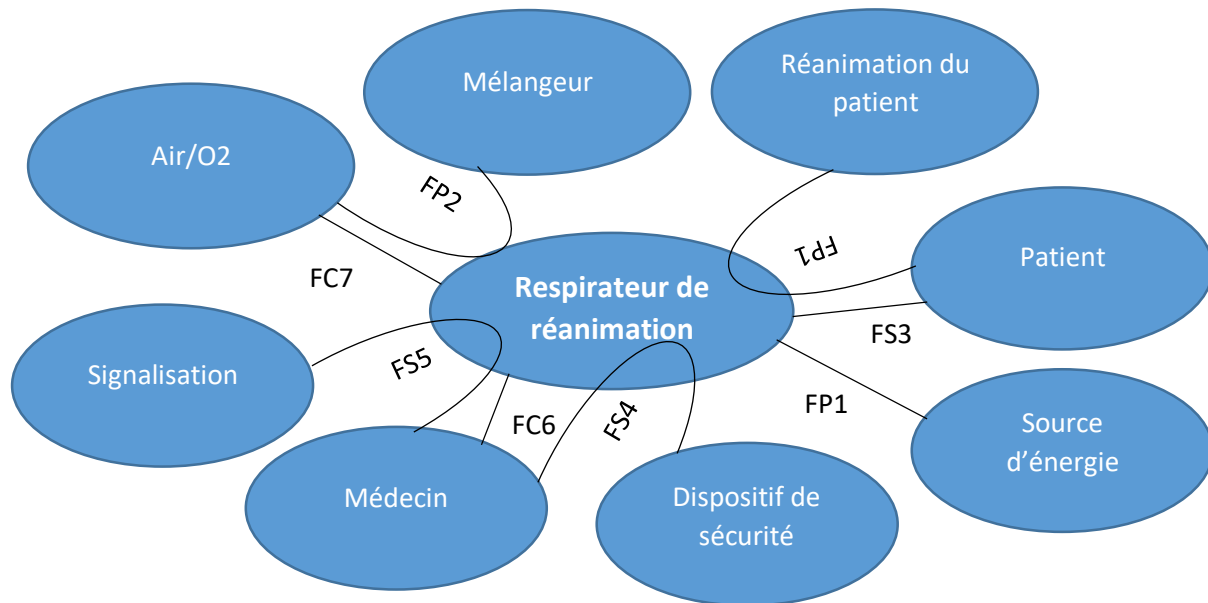 Mélangeur
Réanimation du
patient
Air/O2
FP2
FP1
Patient
FC7
Respirateur de
réanimation
FS3
Signalisation
FS5
FC6
FS4
FP1
Source
d’énergie
Médecin
Dispositif de
sécurité